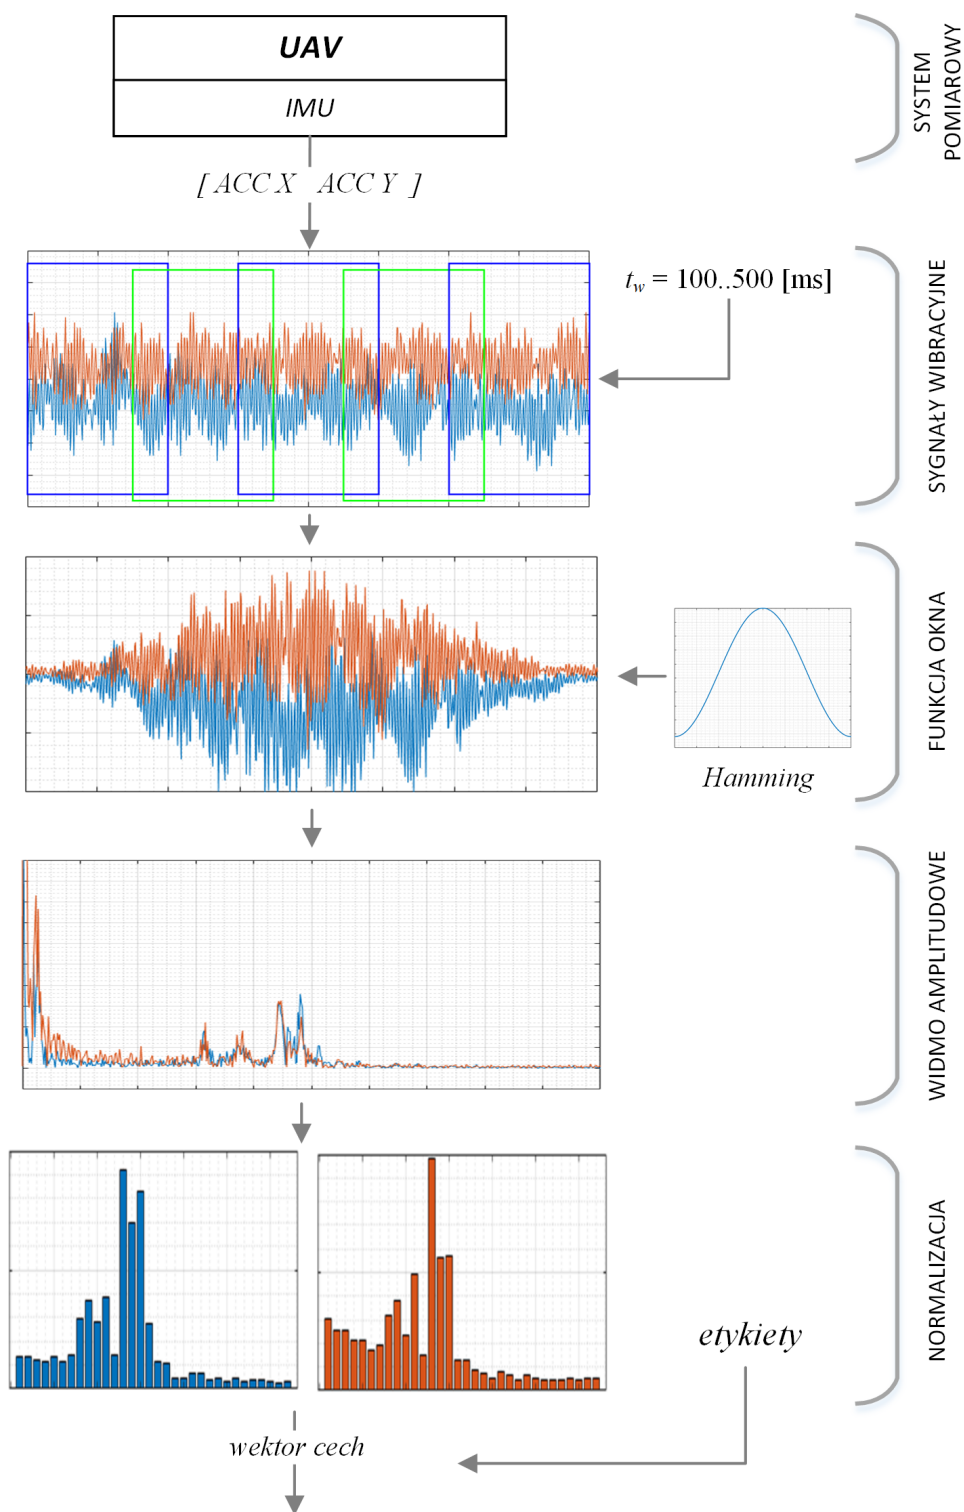 UAV
IMU
SYSTEM
POMIAROWY
[ ACC X ACC Y ]
t_w = 100..500 [ms]
SYGNAŁY WIBRACYJNE
FUNKCJA OKNA
Hamming
WIDMO AMPLITUDOWE
NORMALIZACJA
etykiety
wektor cech